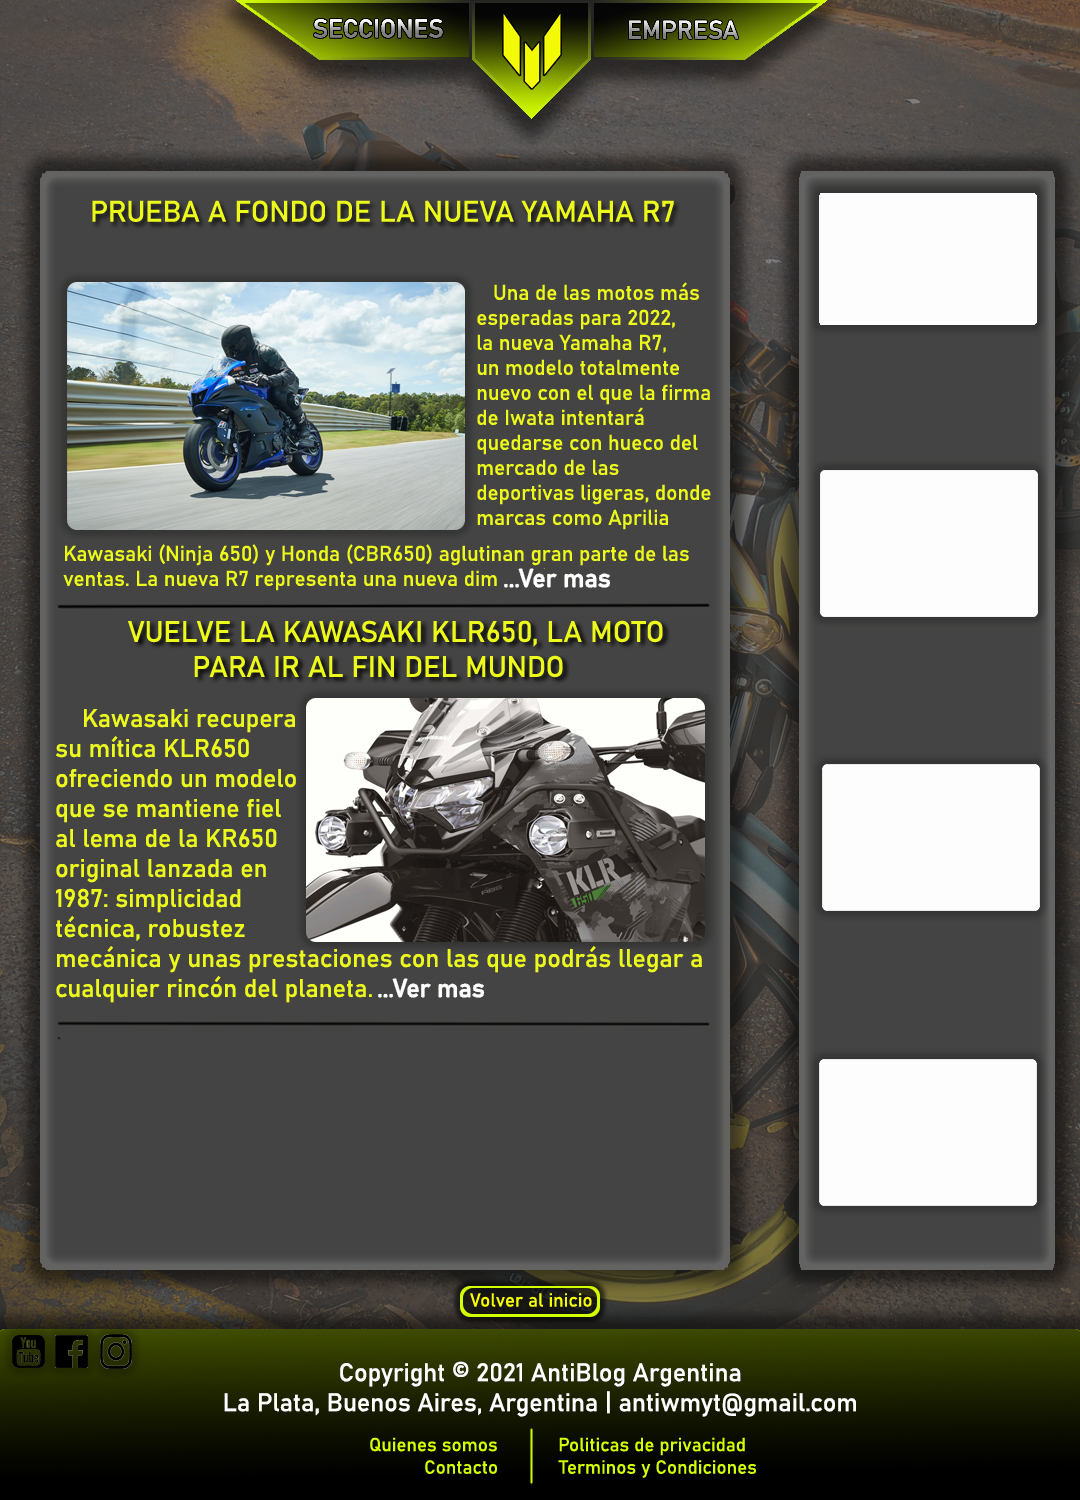 SECCIONES
EMPRESA
PRUEBA A FONDO DE LA NUEVA YAMAHA R7
Una de las motos más
esperadas para 2022,
la nueva Yamaha R7,
un modelo totalmente
nuevo con el que la firma
de Iwata intentará
quedarse con hueco del
mercado de las
deportivas ligeras, donde
marcas como Aprilia
Kawasaki (Ninja 650) y Honda (CBR650) aglutinan gran parte de las
ventas. La nueva R7 representa una nueva dim ...Ver mas
VUELVE LA KAWASAKI KLR650, LA MOTO
PARA IR AL FIN DEL MUNDO
Kawasaki recupera
su mítica KLR650
ofreciendo un modelo
que se mantiene fiel
al lema de la KR650
original lanzada en
1987: simplicidad
técnica, robustez
mecánica y unas prestaciones con las que podrás llegar a
cualquier rincón del planeta. ...Ver mas
KLR
650
ABS
Volver al inicio
You
Tube
Copyright © 2021 AntiBlog Argentina
La Plata, Buenos Aires, Argentina | antiwmyt@gmail.com
Quienes somos
Contacto
Politicas de privacidad
Terminos y Condiciones